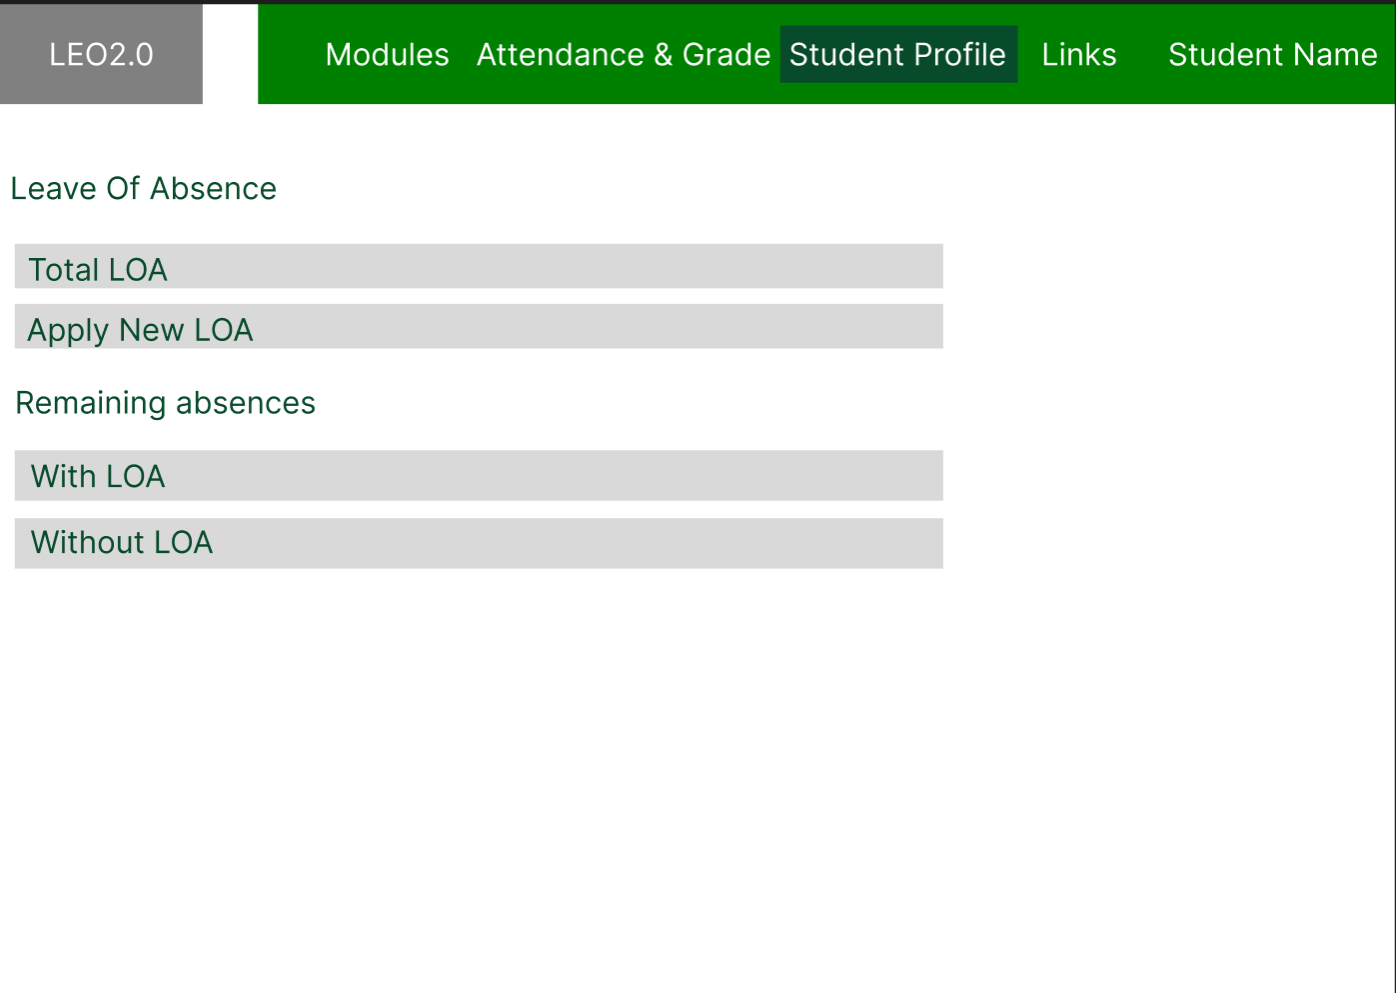 LEO2.0 Modules Attendance & Grade Student Profile Links Student Name
Leave Of Absence
Total LOA
Apply New LOA
Remaining absences
With LOA
Without LOA